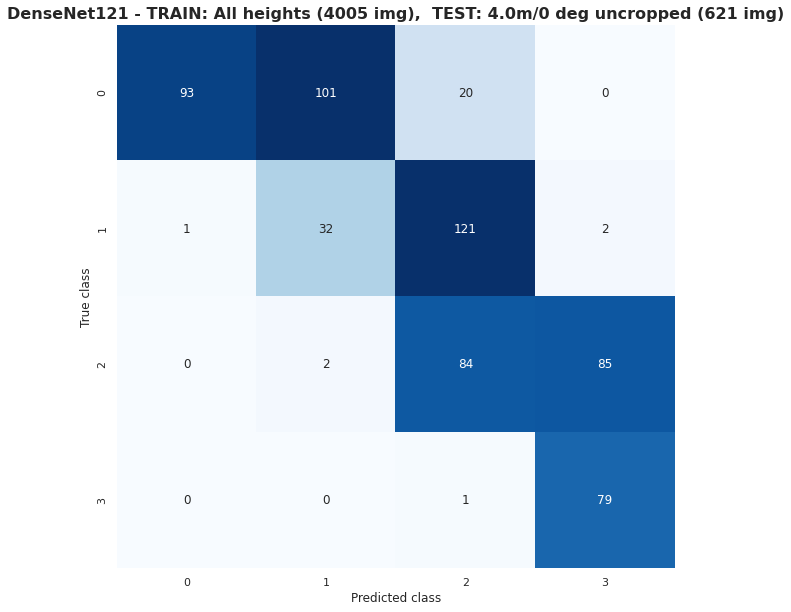 DenseNet121 - TRAIN: All heights (4005 img),  TEST: 4.0m/0 deg uncropped (621 img)
0 93 101 20 0
1 1 32 121 2
True class
2 0 2 84 85
3 0 0 1 79
0 1 2 3
Predicted class